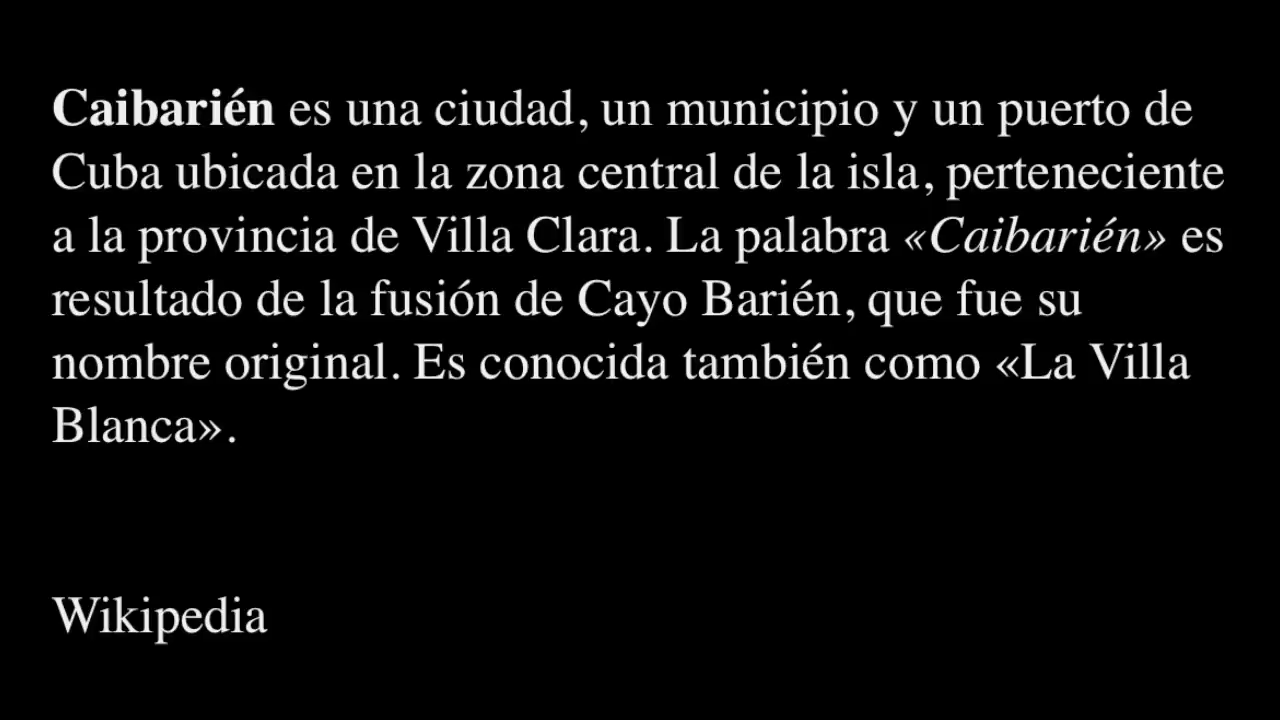 Caibarién es una ciudad, un municipio y un puerto de
Cuba ubicada en la zona central de la isla, perteneciente
a la provincia de Villa Clara. La palabra «Caibarién» es
resultado de la fusión de Cayo Barién, que fue su
nombre original. Es conocida también como «La Villa
Blanca».
Wikipedia